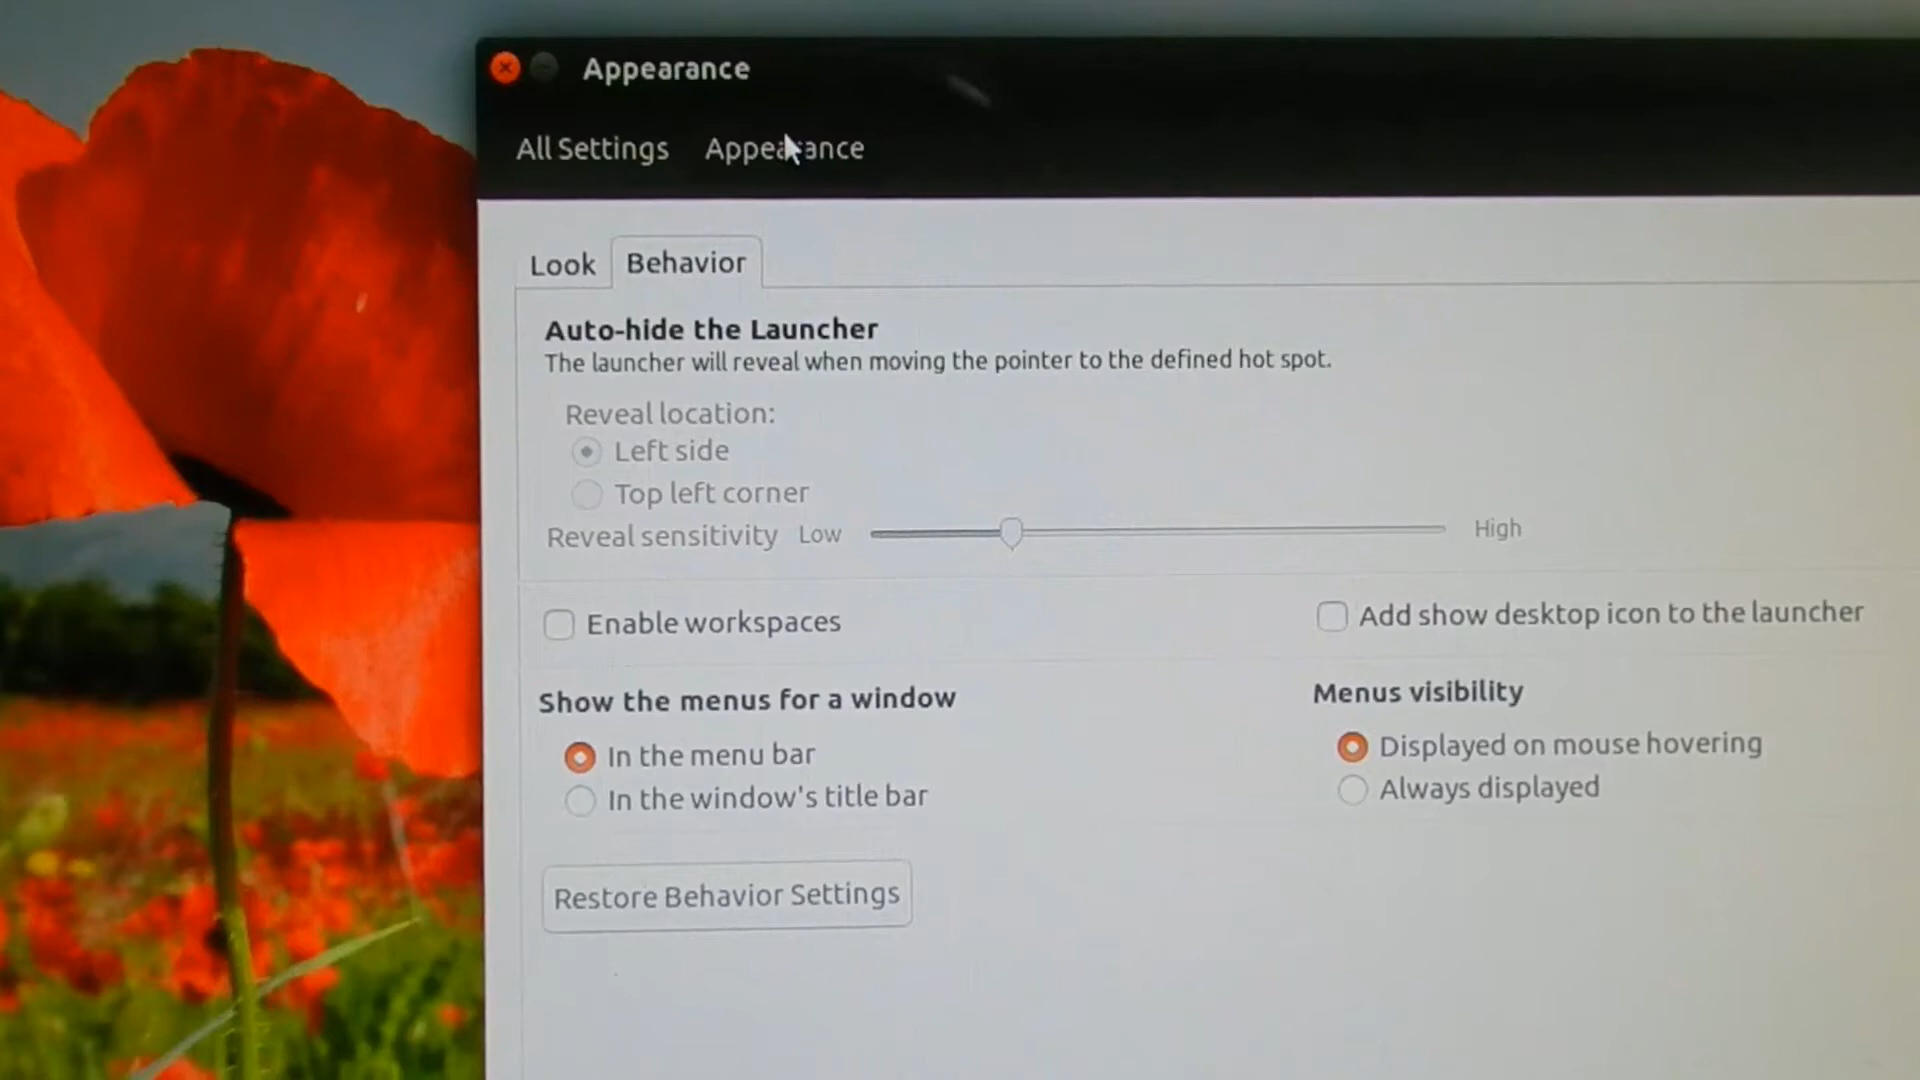 Appearance
All Settings Appearance
Look Behavior
Auto-hide the Launcher
The launcher will reveal when moving the pointer to the defined hot spot.
Reveal location:
Left side
Top left corner
Reveal sensitivity Low High
Enable workspaces Add show desktop icon to the launcher
Show the menus for a window Menus visibility
In the menu bar Displayed on mouse hovering
In the window's title bar Always displayed
Restore Behavior Settings